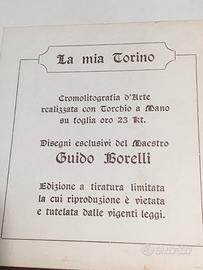 La mia Torino
Cromolitografia d'Arte
realizzata con Torchio a Mano
su foglia oro 23 Kt.
Disegni esclusivi del Maestro
Guido Borelli
Edizione a tiratura limitata
la cui riproduzione è vietata
e tutelata dalle vigenti leggi.
subito